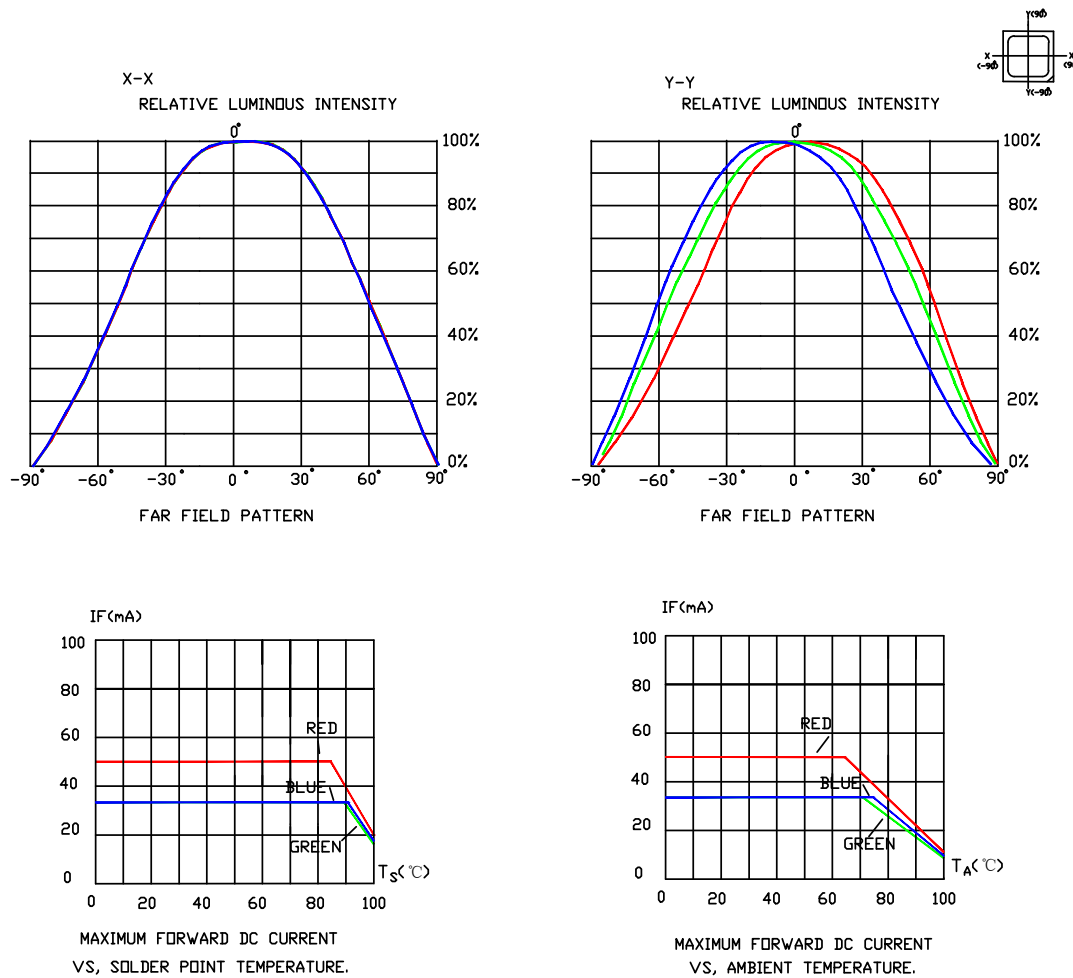 Y(90°)
X
(-90°)
X
(9
Y(-90°)
X-X
RELATIVE LUMINOUS INTENSITY
0°
100%
80%
60%
40%
20%
0%
-90° -60° -30° 0° 30° 60° 90°
FAR FIELD PATTERN
Y-Y
RELATIVE LUMINOUS INTENSITY
0°
100%
80%
60%
40%
20%
0%
-90° -60° -30° 0° 30° 60° 90°
FAR FIELD PATTERN
IF(mA)
100
80
60
40
20
0
RED
BLUE
GREEN
TS(℃)
0 20 40 60 80 100
MAXIMUM FORWARD DC CURRENT
VS, SOLDER POINT TEMPERATURE.
IF(mA)
100
80
60
40
20
0
RED
BLUE
GREEN
TA(℃)
0 20 40 60 80 100
MAXIMUM FORWARD DC CURRENT
VS, AMBIENT TEMPERATURE.